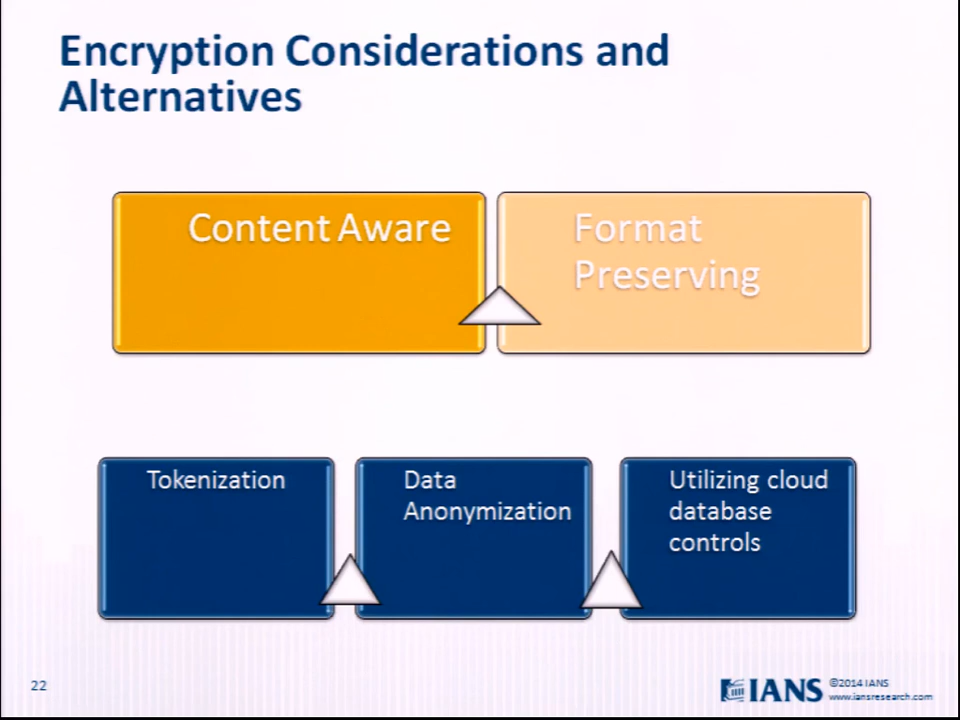 Encryption Considerations and
Alternatives
Content Aware
Format
Preserving
Tokenization
Data
Anonymization
Utilizing cloud
database
controls
22
IANS
©2014 IANS
www.iansresearch.com